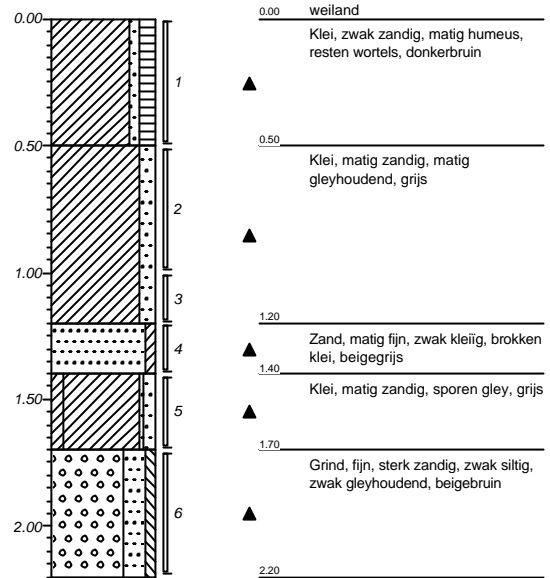 0.00
0.50
1.00
1.50
2.00
1
2
3
4
5
6
0.00 weiland
Klei, zwak zandig, matig humeus,
resten wortels, donkerbruin
0.50
Klei, matig zandig, matig
gleyhoudend, grijs
1.20
Zand, matig fijn, zwak kleiïg, brokken
klei, beigegrijs
1.40
Klei, matig zandig, sporen gley, grijs
1.70
Grind, fijn, sterk zandig, zwak siltig,
zwak gleyhoudend, beigebruin
2.20